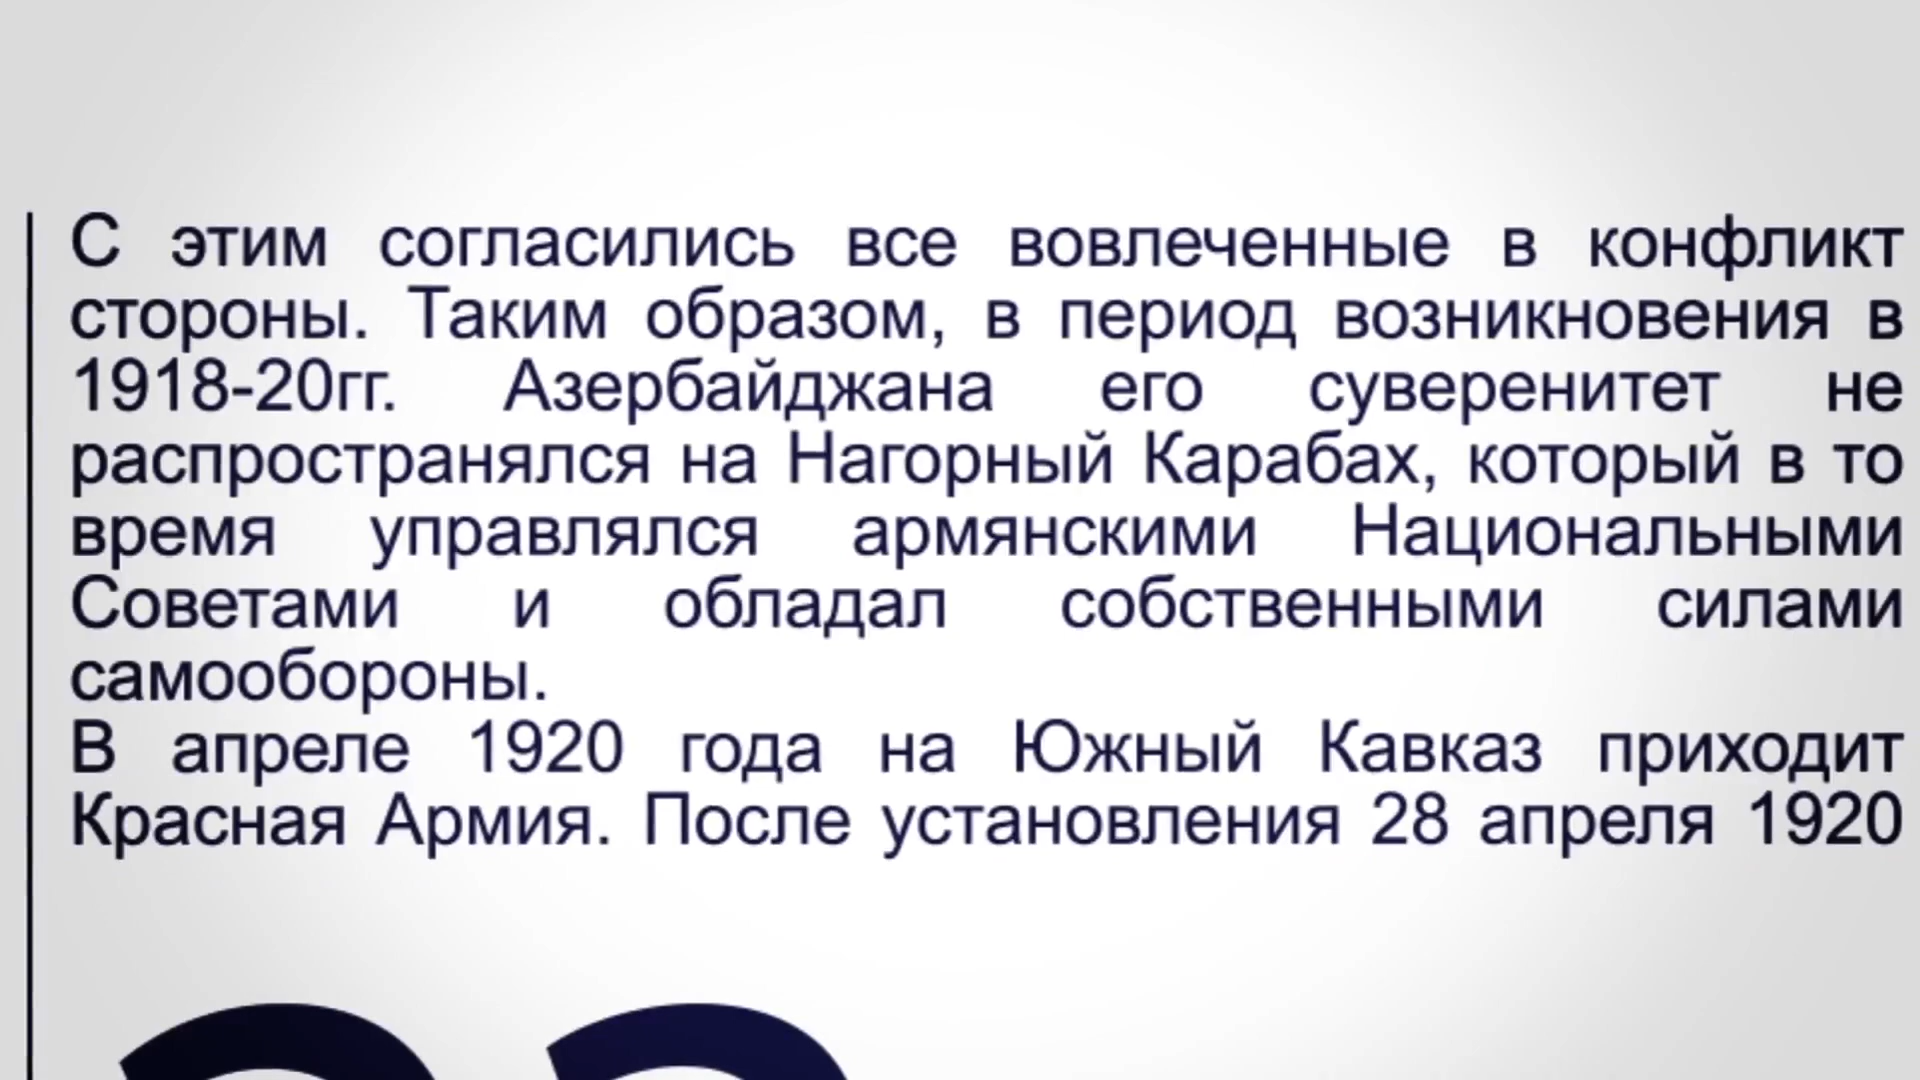 С этим согласились все вовлеченные в конфликт
стороны. Таким образом, в период возникновения в
1918-20гг. Азербайджана его суверенитет не
распространялся на Нагорный Карабах, который в то
время управлялся армянскими Национальными
Советами и обладал собственными силами
самообороны.
В апреле 1920 года на Южный Кавказ приходит
Красная Армия. После установления 28 апреля 1920